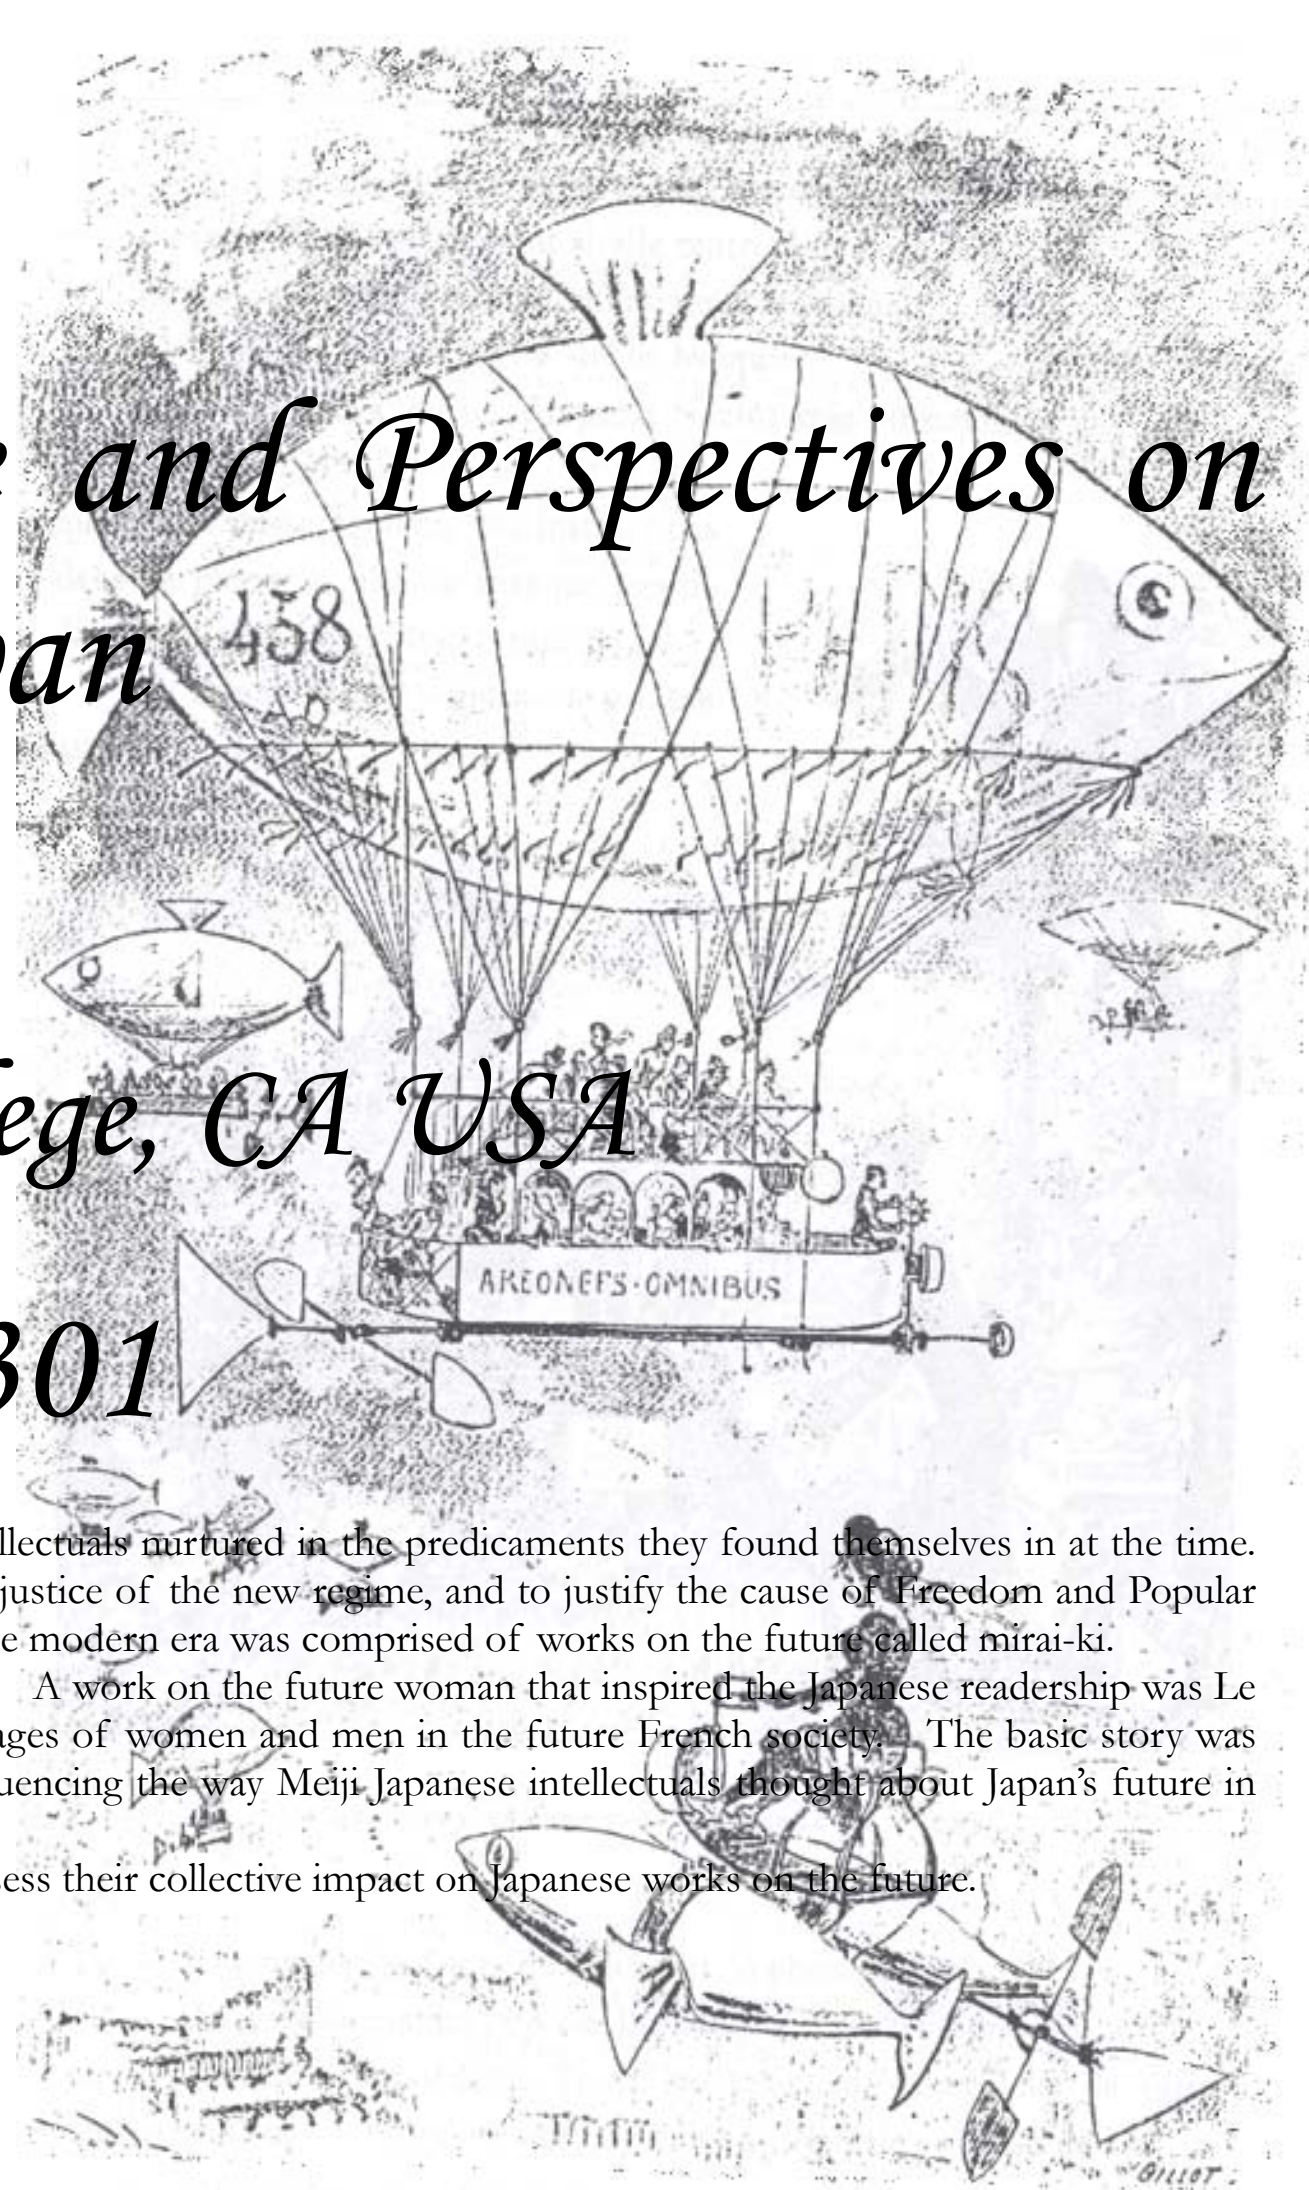 and Perspectives on
458
an
ege, CA USA
OMNIBUS
301
llectuals nurtured in the predicaments they found themselves in at the time.
justice of the new regime, and to justify the cause of Freedom and Popular
e modern era was comprised of works on the future called mirai-ki.
A work on the future woman that inspired the Japanese readership was Le
ages of women and men in the future French society. The basic story was
uencing the way Meiji Japanese intellectuals thought about Japan’s future in
ess their collective impact on Japanese works on the future.
GILLOT